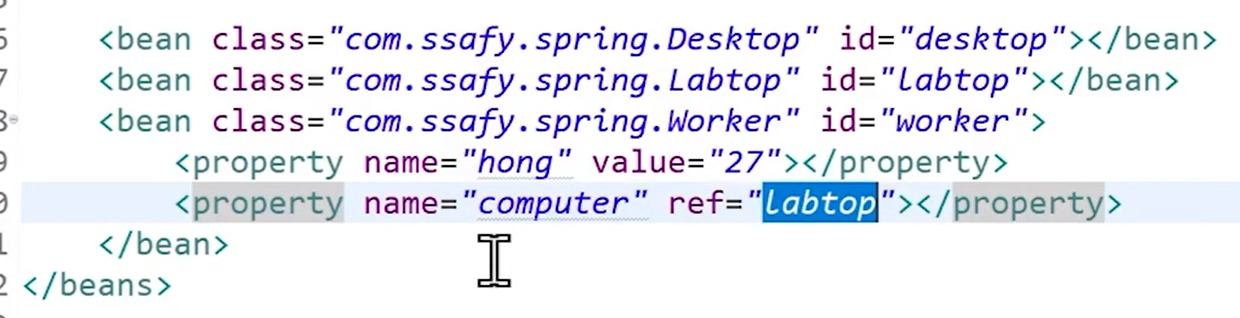 6 <bean class="com.ssafy.spring.Desktop" id="desktop"></bean>
7 <bean class="com.ssafy.spring.Labtop" id="labtop"></bean>
8 <bean class="com.ssafy.spring.Worker" id="worker">
9 <property name="hong" value="27"></property>
0 <property name="computer" ref="labtop"></property>
1 </bean>
2 </beans>